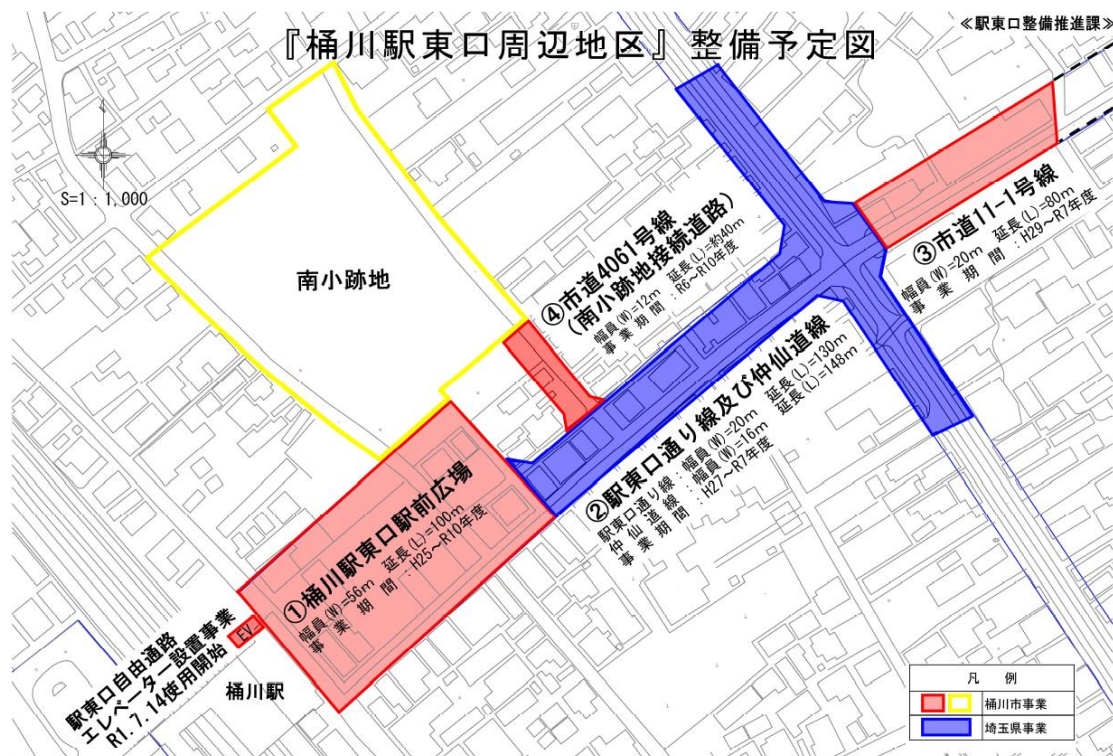 ≪駅東口整備推進課≫
『桶川駅東口周辺地区』整備予定図
S=1：1,000
南小跡地
④市道4061号線
(南小跡地接続道路)
幅員(W)=12m 延長(L)=約40m
事業期間：R6～R10年度
③市道11-1号線
幅員(W)=20m 延長(L)=80m
事業期間：H29～R7年度
②駅東口通り線及び仲仙道線
駅東口通り線：幅員(W)=20m 延長(L)=130m
仲仙道線：幅員(W)=16m 延長(L)=148m
事業期間：H27～R7年度
①桶川駅東口駅前広場
幅員(W)=56m 延長(L)=100m
事業期間：H25～R10年度
EV
駅東口自由通路
エレベーター設置事業
R1.7.14使用開始
桶川駅
凡例
桶川市事業
埼玉県事業